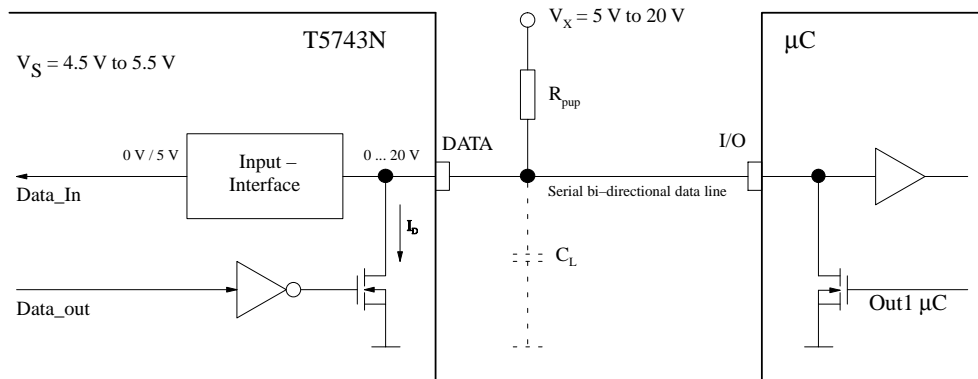 V_X = 5 V to 20 V
T5743N
µC
V_S = 4.5 V to 5.5 V
R_pup
DATA
I/O
0 V / 5 V
Input –
Interface
0 ... 20 V
Data_In
Serial bi–directional data line
I_D
C_L
Data_out
Out1 µC